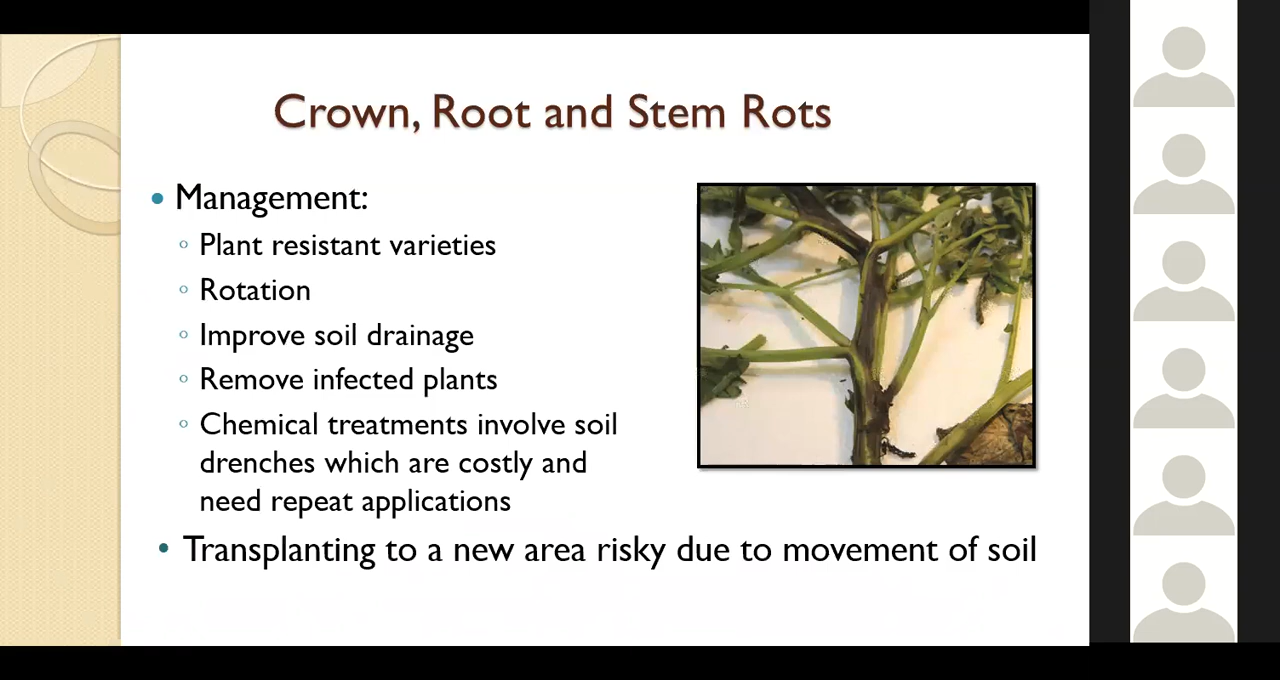 Crown, Root and Stem Rots
Management:
Plant resistant varieties
Rotation
Improve soil drainage
Remove infected plants
Chemical treatments involve soil
drenches which are costly and
need repeat applications
Transplanting to a new area risky due to movement of soil